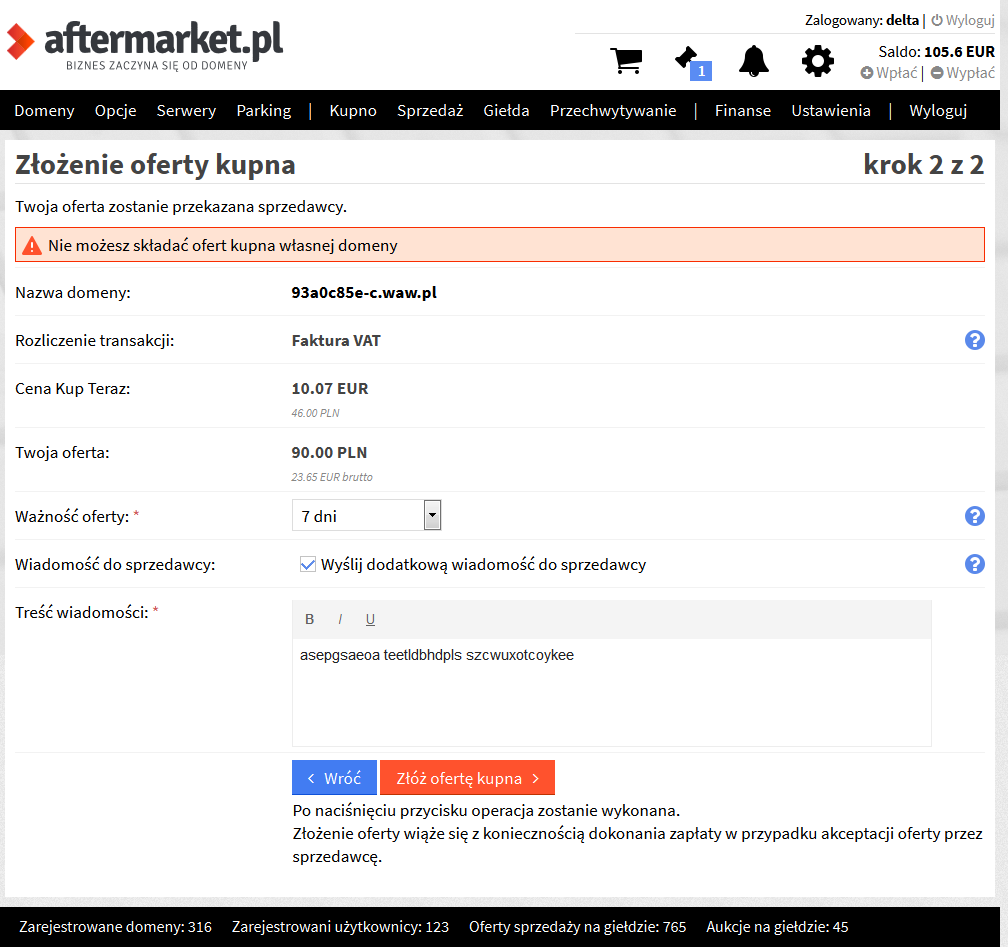 aftermarket.pl
BIZNES ZACZYNA SIĘ OD DOMENY
Zalogowany: delta | Wyloguj
1
Saldo: 105.6 EUR
Wpłać | Wypłać
Domeny Opcje Serwery Parking | Kupno Sprzedaż Giełda Przechwytywanie | Finanse Ustawienia | Wyloguj
Złożenie oferty kupna krok 2 z 2
Twoja oferta zostanie przekazana sprzedawcy.
Nie możesz składać ofert kupna własnej domeny
Nazwa domeny: 93a0c85e-c.waw.pl
Rozliczenie transakcji: Faktura VAT ?
Cena Kup Teraz: 10.07 EUR
46.00 PLN
Twoja oferta: 90.00 PLN
23.65 EUR brutto
Ważność oferty: * 7 dni ?
Wiadomość do sprzedawcy: Wyślij dodatkową wiadomość do sprzedawcy ?
Treść wiadomości: * B I U
asepgsaeoa teetldbhdpls szcwuxotcoykee
‹ Wróć Złóż ofertę kupna ›
Po naciśnięciu przycisku operacja zostanie wykonana.
Złożenie oferty wiąże się z koniecznością dokonania zapłaty w przypadku akceptacji oferty przez
sprzedawcę.
Zarejestrowane domeny: 316 Zarejestrowani użytkownicy: 123 Oferty sprzedaży na giełdzie: 765 Aukcje na giełdzie: 45